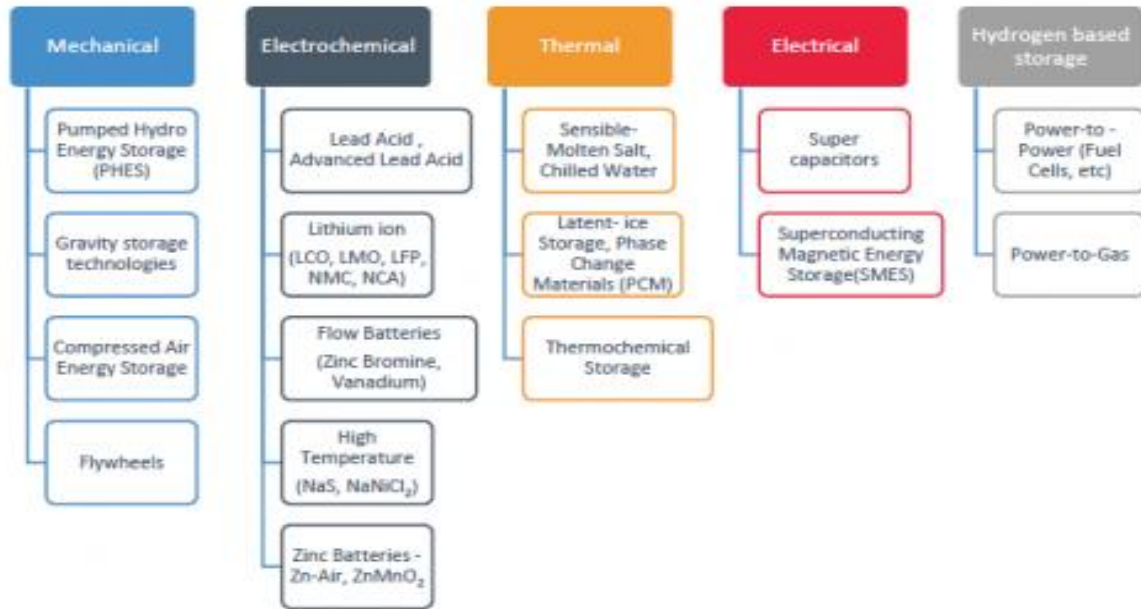 Mechanical
Pumped Hydro
Energy Storage
(PHES)
Gravity storage
technologies
Compressed Air
Energy Storage
Flywheels
Electrochemical
Lead Acid ,
Advanced Lead Acid
Lithium ion
(LCO, LMO, LFP,
NMC, NCA)
Flow Batteries
(Zinc Bromine,
Vanadium)
High
Temperature
(NaS, NaNiCl₂)
Zinc Batteries -
Zn-Air, ZnMnO₂
Thermal
Sensible-
Molten Salt,
Chilled Water
Latent- ice
Storage, Phase
Change
Materials (PCM)
Thermochemical
Storage
Electrical
Super
capacitors
Superconducting
Magnetic Energy
Storage(SMES)
Hydrogen based
storage
Power-to -
Power (Fuel
Cells, etc)
Power-to-Gas